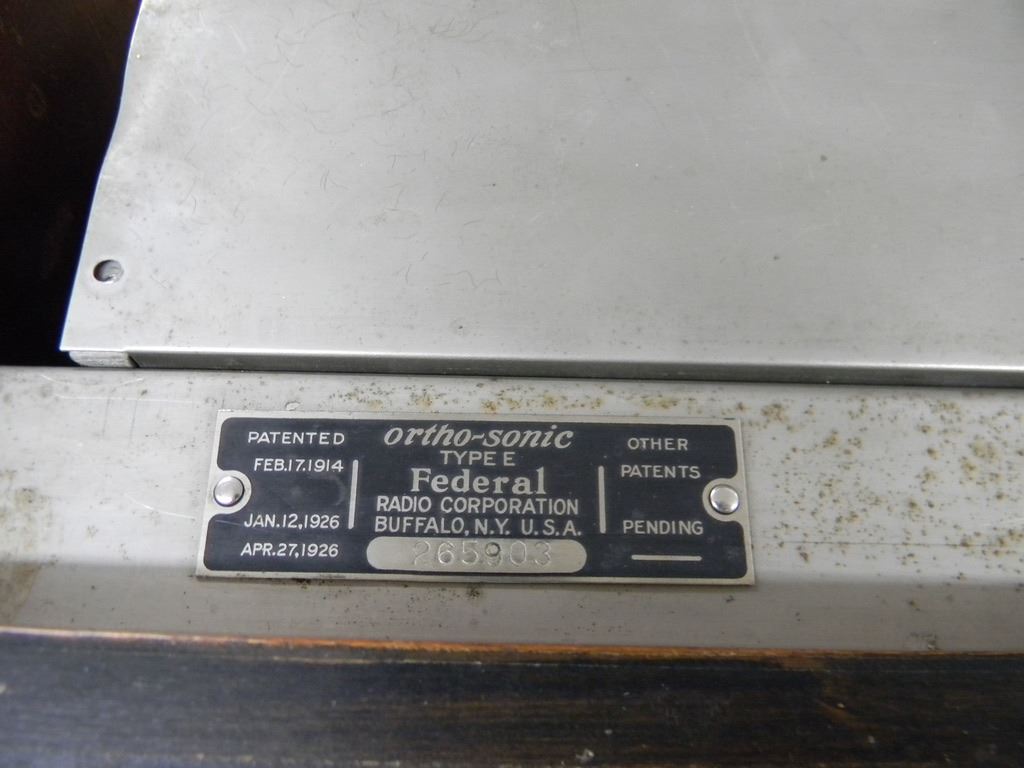 PATENTED
FEB.17.1914
JAN.12,1926
APR.27,1926
ortho-sonic
TYPE E
Federal
RADIO CORPORATION
BUFFALO, N.Y. U.S.A.
265903
OTHER
PATENTS
PENDING